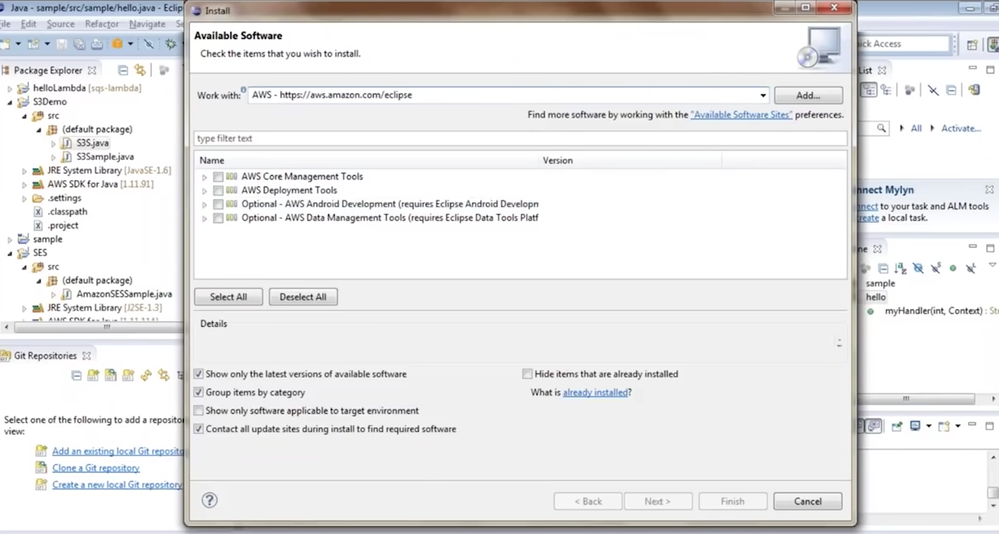 Java - sample/src/sample/hello.java - Eclip
File Edit Source Refactor Navigate Se
Package Explorer
helloLambda [sqs-lambda]
S3Demo
src
(default package)
S3S.java
S3Sample.java
JRE System Library [JavaSE-1.6]
AWS SDK for Java [1.11.91]
.settings
.classpath
.project
sample
SES
src
(default package)
AmazonSESSample.java
JRE System Library [J2SE-1.3]
AWS SDK for Java [1.11.114]
Git Repositories
Select one of the following to add a reposito
view:
Add an existing local Git reposito
Clone a Git repository
Create a new local Git repository
Install
Available Software
Check the items that you wish to install.
Work with: AWS - https://aws.amazon.com/eclipse Add...
Find more software by working with the "Available Software Sites" preferences.
type filter text
Name Version
AWS Core Management Tools
AWS Deployment Tools
Optional - AWS Android Development (requires Eclipse Android Developn
Optional - AWS Data Management Tools (requires Eclipse Data Tools Platf
Select All Deselect All
Details
Show only the latest versions of available software Hide items that are already installed
Group items by category What is already installed?
Show only software applicable to target environment
Contact all update sites during install to find required software
< Back Next > Finish Cancel
ick Access
List
All Activate...
nnect Mylyn
nnect to your task and ALM tools
reate a local task.
ne
sample
hello
myHandler(int, Context) : Str